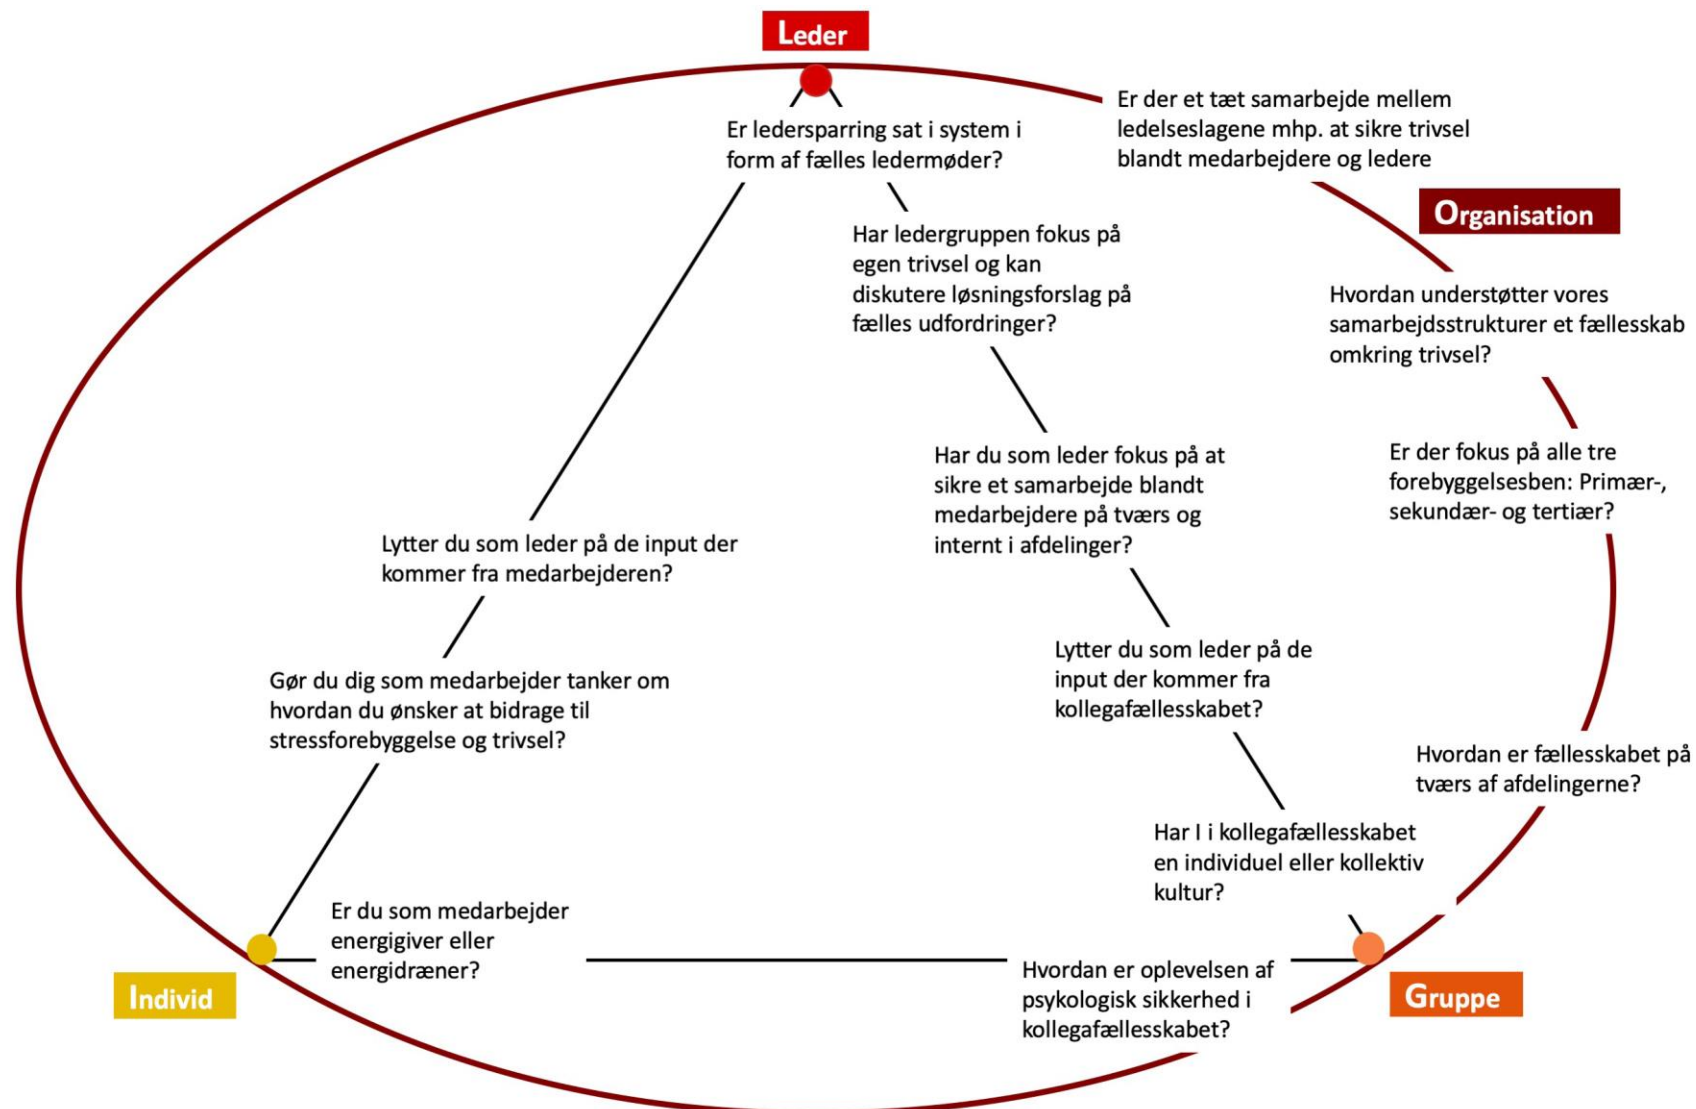 Leder
Er ledersparring sat i system i
form af fælles ledermøder?
Er der et tæt samarbejde mellem
ledelseslagene mhp. at sikre trivsel
blandt medarbejdere og ledere
Organisation
Har ledergruppen fokus på
egen trivsel og kan
diskutere løsningsforslag på
fælles udfordringer?
Hvordan understøtter vores
samarbejdsstrukturer et fællesskab
omkring trivsel?
Har du som leder fokus på at
sikre et samarbejde blandt
medarbejdere på tværs og
internt i afdelinger?
Er der fokus på alle tre
forebyggelsesben: Primær-,
sekundær- og tertiær?
Lytter du som leder på de input der
kommer fra medarbejderen?
Lytter du som leder på de
input der kommer fra
kollegafællesskabet?
Gør du dig som medarbejder tanker om
hvordan du ønsker at bidrage til
stressforebyggelse og trivsel?
Hvordan er fællesskabet på
tværs af afdelingerne?
Har I i kollegafællesskabet
en individuel eller kollektiv
kultur?
Er du som medarbejder
energigiver eller
energidræner?
Hvordan er oplevelsen af
psykologisk sikkerhed i
kollegafællesskabet?
Individ
Gruppe